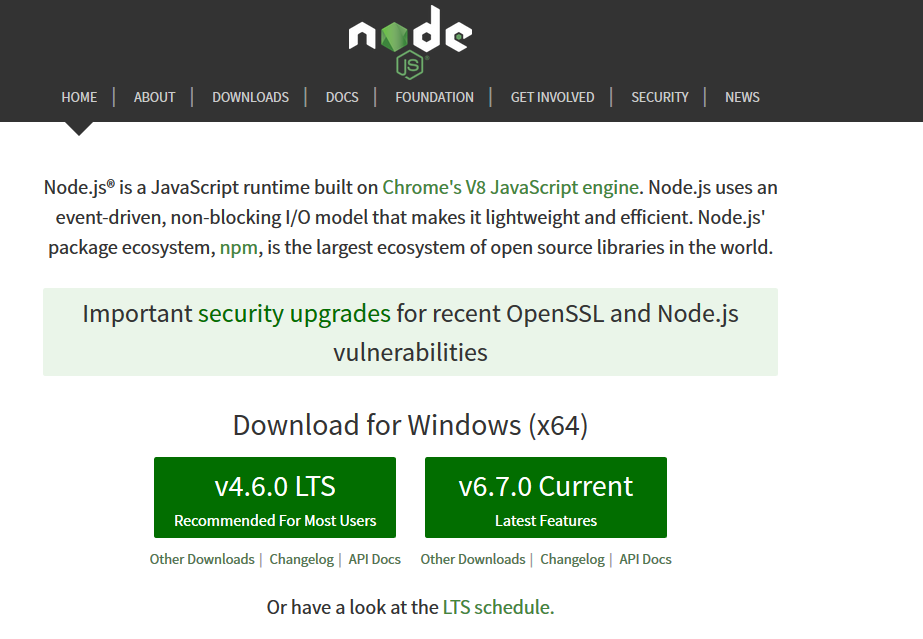 node
JS
HOME | ABOUT | DOWNLOADS | DOCS | FOUNDATION | GET INVOLVED | SECURITY | NEWS
Node.js® is a JavaScript runtime built on Chrome's V8 JavaScript engine. Node.js uses an
event-driven, non-blocking I/O model that makes it lightweight and efficient. Node.js'
package ecosystem, npm, is the largest ecosystem of open source libraries in the world.
Important security upgrades for recent OpenSSL and Node.js
vulnerabilities
Download for Windows (x64)
v4.6.0 LTS
Recommended For Most Users
v6.7.0 Current
Latest Features
Other Downloads | Changelog | API Docs
Other Downloads | Changelog | API Docs
Or have a look at the LTS schedule.